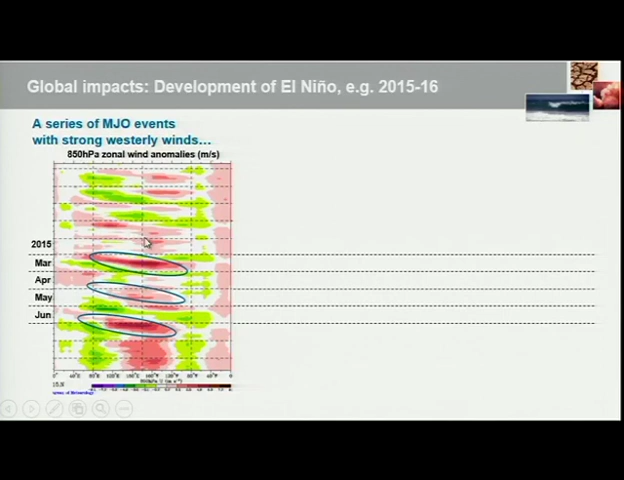 Global impacts: Development of El Niño, e.g. 2015-16
A series of MJO events
with strong westerly winds…
850hPa zonal wind anomalies (m/s)
2015
Mar
Apr
May
Jun